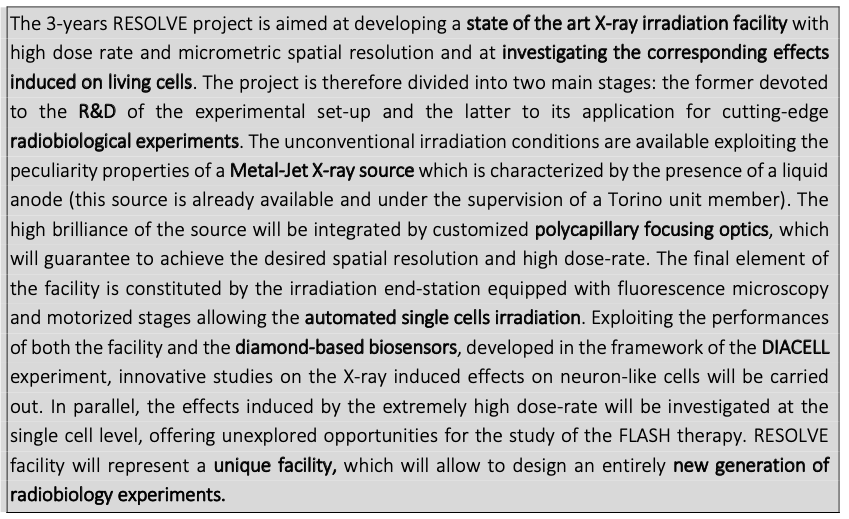 The 3-years RESOLVE project is aimed at developing a state of the art X-ray irradiation facility with
high dose rate and micrometric spatial resolution and at investigating the corresponding effects
induced on living cells. The project is therefore divided into two main stages: the former devoted
to the R&D of the experimental set-up and the latter to its application for cutting-edge
radiobiological experiments. The unconventional irradiation conditions are available exploiting the
peculiarity properties of a Metal-Jet X-ray source which is characterized by the presence of a liquid
anode (this source is already available and under the supervision of a Torino unit member). The
high brilliance of the source will be integrated by customized polycapillary focusing optics, which
will guarantee to achieve the desired spatial resolution and high dose-rate. The final element of
the facility is constituted by the irradiation end-station equipped with fluorescence microscopy
and motorized stages allowing the automated single cells irradiation. Exploiting the performances
of both the facility and the diamond-based biosensors, developed in the framework of the DIACELL
experiment, innovative studies on the X-ray induced effects on neuron-like cells will be carried
out. In parallel, the effects induced by the extremely high dose-rate will be investigated at the
single cell level, offering unexplored opportunities for the study of the FLASH therapy. RESOLVE
facility will represent a unique facility, which will allow to design an entirely new generation of
radiobiology experiments.